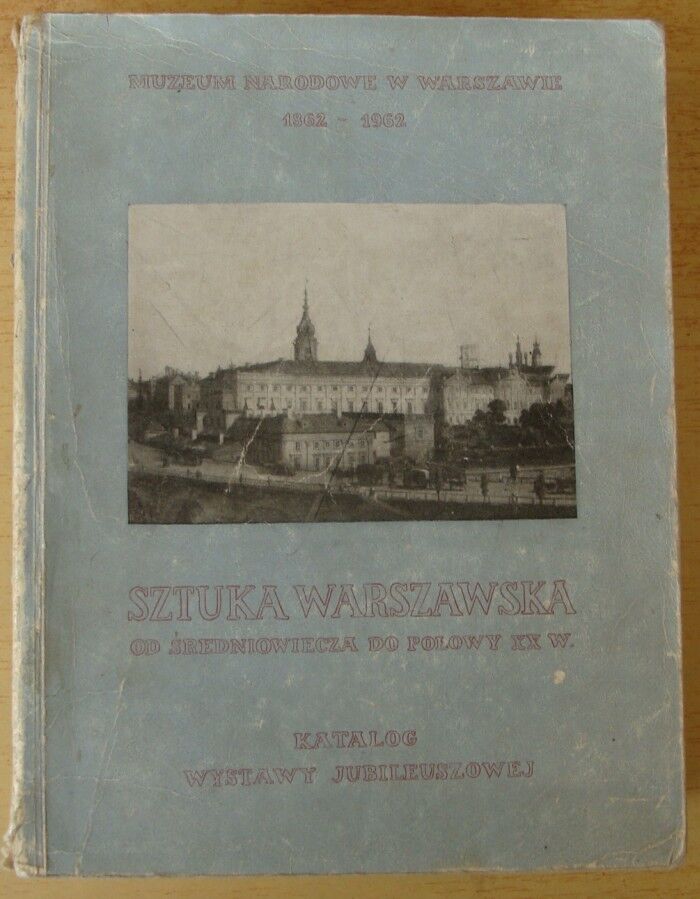 MUZEUM NARODOWE W WARSZAWIE
1862 - 1962
SZTUKA WARSZAWSKA
OD ŚREDNIOWIECZA DO POŁOWY XX W.
KATALOG
WYSTAWY JUBILEUSZOWEJ